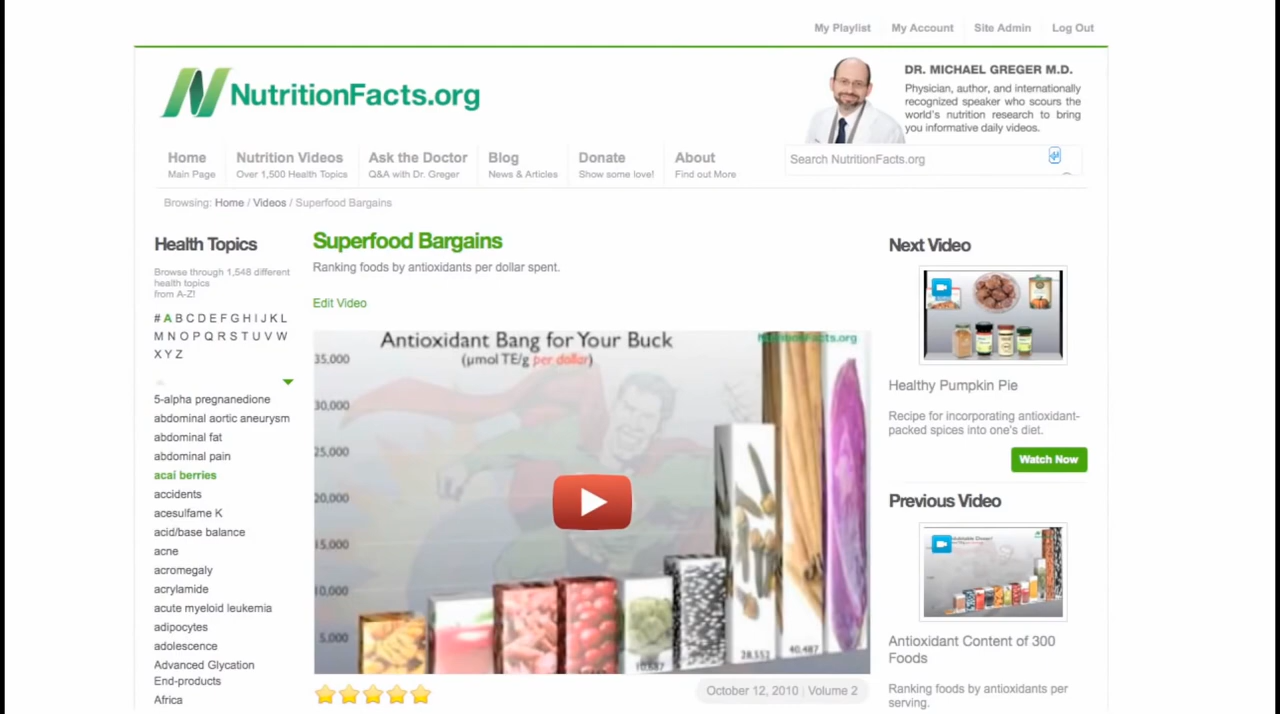 My Playlist
My Account
Site Admin
Log Out
NutritionFacts.org
DR. MICHAEL GREGER M.D.
Physician, author, and internationally
recognized speaker who scours the
world's nutrition research to bring
you informative daily videos.
Home
Main Page
Nutrition Videos
Over 1,500 Health Topics
Ask the Doctor
Q&A with Dr. Greger
Blog
News & Articles
Donate
Show some love!
About
Find out More
Search NutritionFacts.org
Browsing: Home / Videos / Superfood Bargains
Health Topics
Browse through 1,548 different
health topics
from A-Z!
# A B C D E F G H I J K L
M N O P Q R S T U V W
X Y Z
5-alpha pregnanedione
abdominal aortic aneurysm
abdominal fat
abdominal pain
acai berries
accidents
acesulfame K
acid/base balance
acne
acromegaly
acrylamide
acute myeloid leukemia
adipocytes
adolescence
Advanced Glycation
End-products
Africa
Superfood Bargains
Ranking foods by antioxidants per dollar spent.
Edit Video
Antioxidant Bang for Your Buck
(µmol TE/g per dollar)
NutritionFacts.org
35,000
30,000
25,000
20,000
15,000
10,000
5,000
10,687
28,552
40,487
October 12, 2010 | Volume 2
Next Video
Healthy Pumpkin Pie
Recipe for incorporating antioxidant-
packed spices into one's diet.
Watch Now
Previous Video
Antioxidant Content of 300
Foods
Ranking foods by antioxidants per
serving.